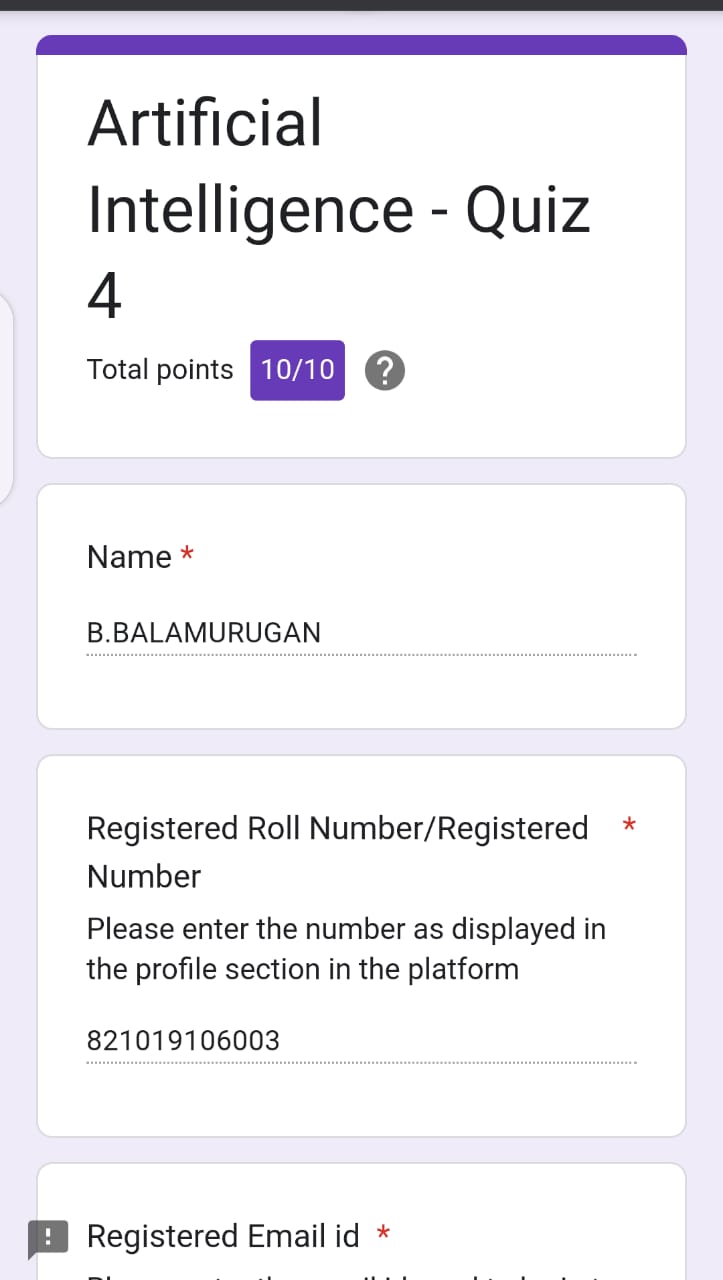 Artificial
Intelligence - Quiz
4
Total points 10/10 ?
Name *
B.BALAMURUGAN
Registered Roll Number/Registered *
Number
Please enter the number as displayed in
the profile section in the platform
821019106003
! Registered Email id *